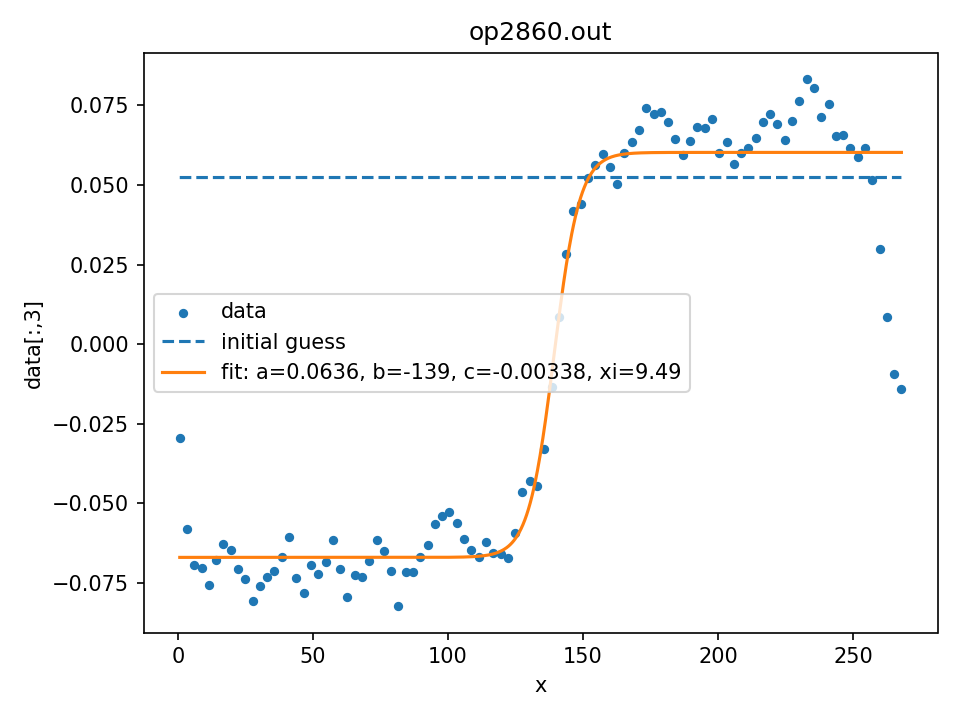 op2860.out
0.075
0.050
0.025
0.000
−0.025
−0.050
−0.075
data[:,3]
data
initial guess
fit: a=0.0636, b=-139, c=-0.00338, xi=9.49
0 50 100 150 200 250
x